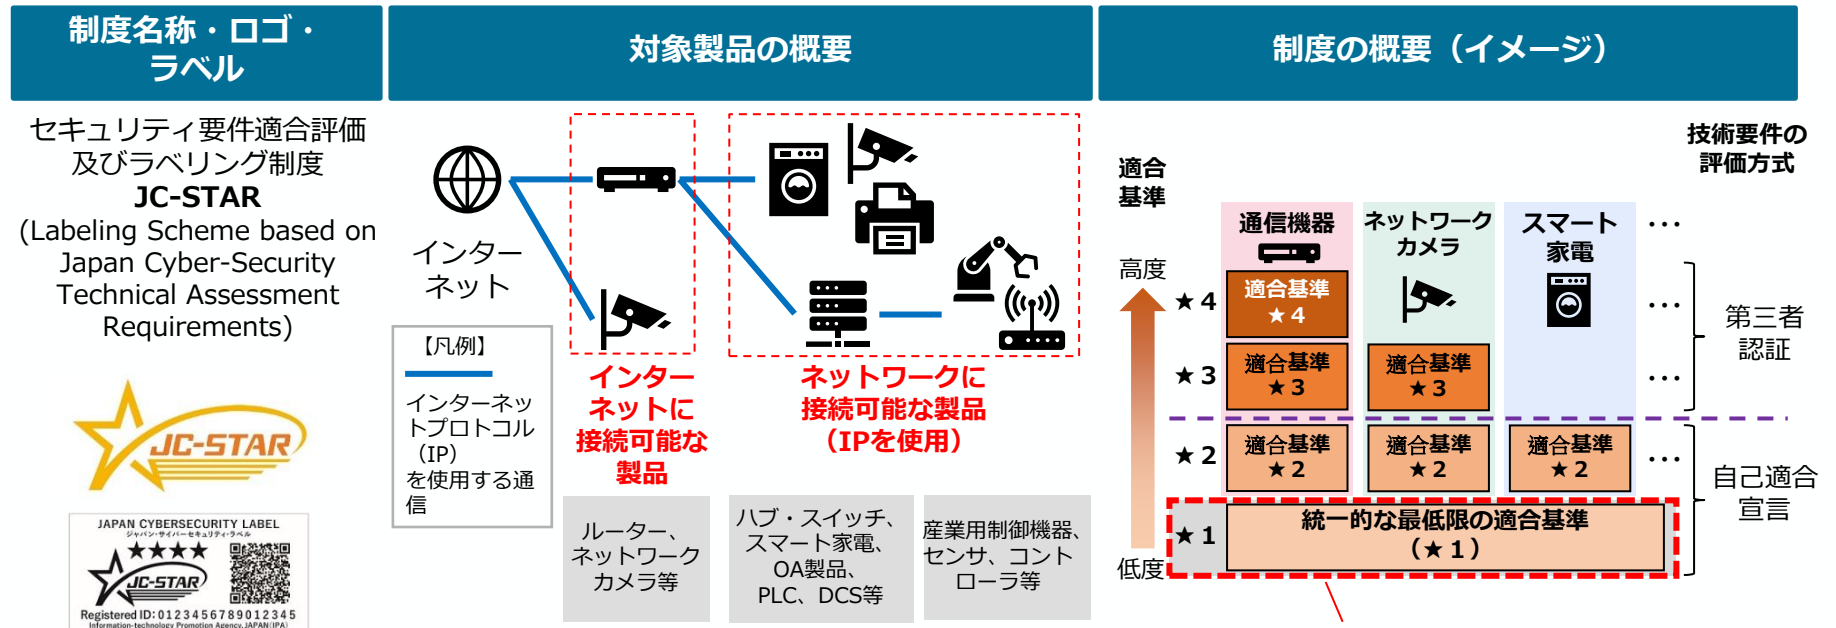 制度名称・ロゴ・
ラベル
対象製品の概要
制度の概要（イメージ）
セキュリティ要件適合評価
及びラベリング制度
JC-STAR
(Labeling Scheme based on
Japan Cyber-Security
Technical Assessment
Requirements)
JC-STAR
JAPAN CYBERSECURITY LABEL
ジャパン・サイバーセキュリティ・ラベル
★★★★
JC-STAR
Registered ID:0123456789012345
Information-technology Promotion Agency, JAPAN(IPA)
インター
ネット
【凡例】
インターネッ
トプロトコル
（IP）
を使用する通
信
インター
ネットに
接続可能な
製品
ネットワークに
接続可能な製品
（IPを使用）
ルーター、
ネットワーク
カメラ等
ハブ・スイッチ、
スマート家電、
OA製品、
PLC、DCS等
産業用制御機器、
センサ、コント
ローラ等
適合
基準
技術要件の
評価方式
通信機器
ネットワーク
カメラ
スマート
家電
…
高度
★4
適合基準
★4
…
★3
適合基準
★3
適合基準
★3
…
第三者
認証
★2
適合基準
★2
適合基準
★2
適合基準
★2
…
自己適合
宣言
★1
統一的な最低限の適合基準
（★1）
低度